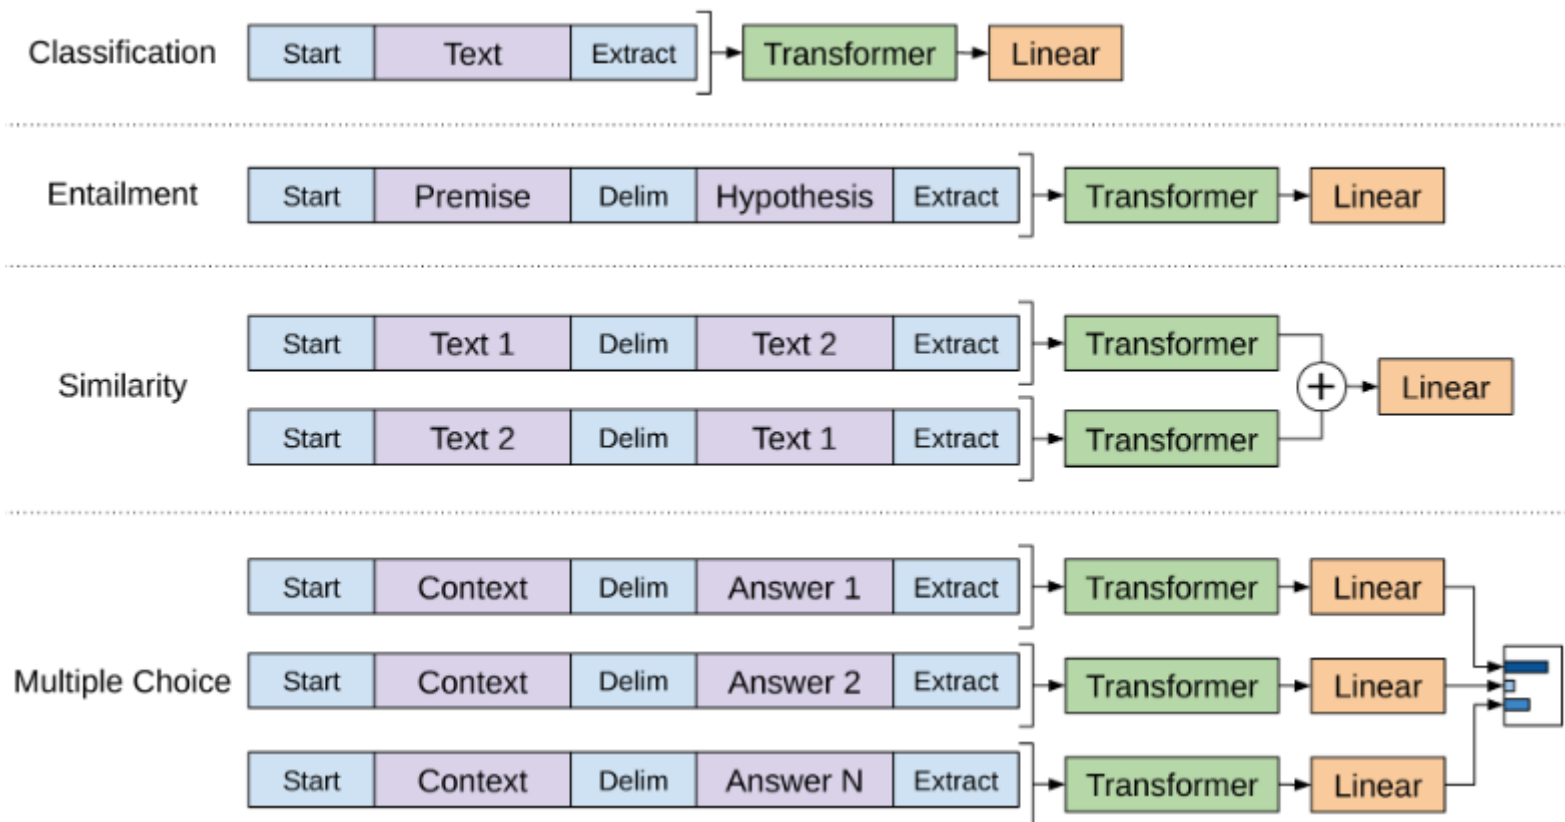 Classification Start Text Extract Transformer Linear
Entailment Start Premise Delim Hypothesis Extract Transformer Linear
Similarity
Start Text 1 Delim Text 2 Extract Transformer
+ Linear
Start Text 2 Delim Text 1 Extract Transformer
Multiple Choice
Start Context Delim Answer 1 Extract Transformer Linear
Start Context Delim Answer 2 Extract Transformer Linear
Start Context Delim Answer N Extract Transformer Linear